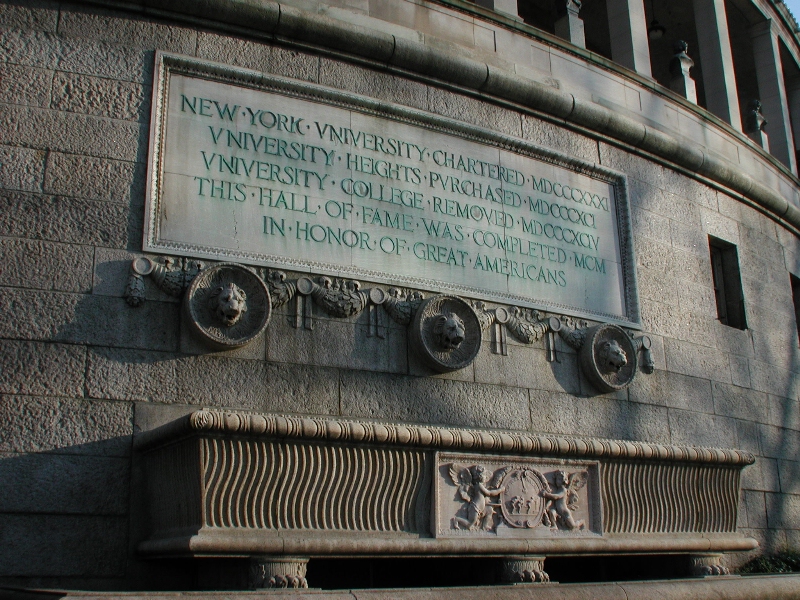 NEW·YORK·VNIVERSITY·CHARTERED·MDCCCXXXI
VNIVERSITY·HEIGHTS·PVRCHASED·MDCCCXCI
VNIVERSITY·COLLEGE·REMOVED·MDCCCXCIV
THIS·HALL·OF·FAME·WAS·COMPLETED·MCM
IN·HONOR·OF·GREAT·AMERICANS